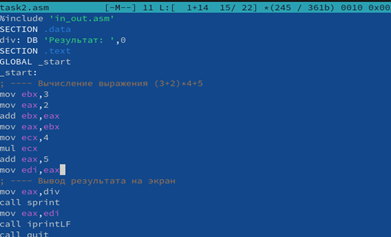 task2.asm [-M--] 11 L:[ 1+14 15/ 22] *(245 / 361b) 0010 0x00
%include 'in_out.asm'
SECTION .data
div: DB 'Результат: ',0
SECTION .text
GLOBAL _start
_start:
; ---- Вычисление выражения (3+2)*4+5
mov ebx,3
mov eax,2
add ebx,eax
mov eax,ebx
mov ecx,4
mul ecx
add eax,5
mov edi,eax
; ---- Вывод результата на экран
mov eax,div
call sprint
mov eax,edi
call iprintLF
call quit